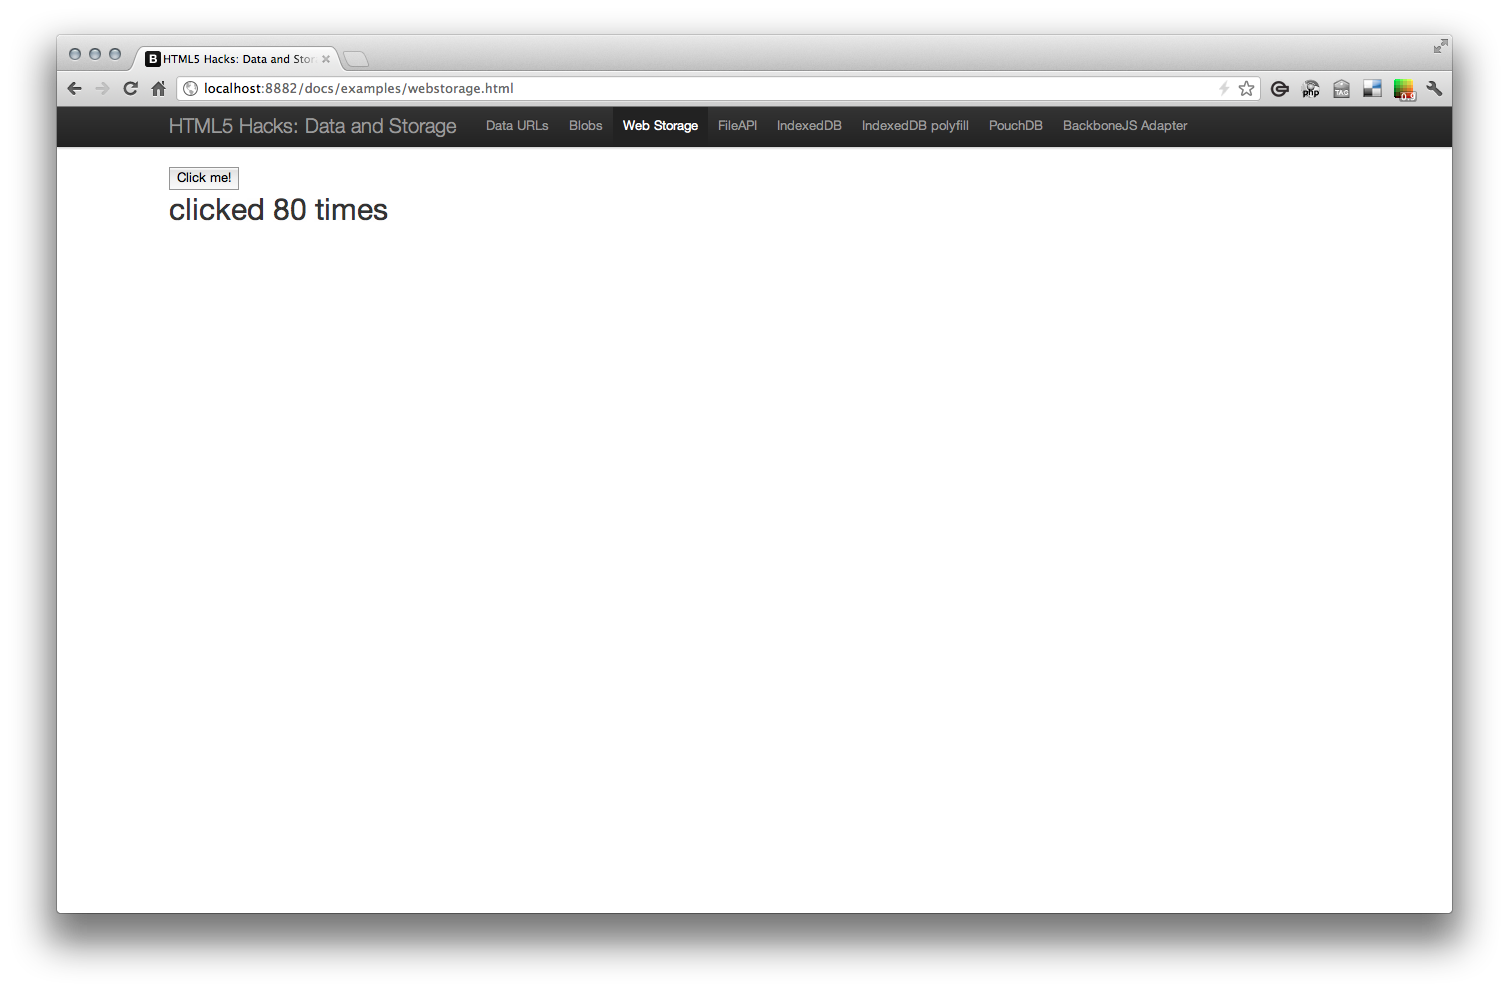 B HTML5 Hacks: Data and Stor
localhost:8882/docs/examples/webstorage.html
php
TAG
0.9
HTML5 Hacks: Data and Storage Data URLs Blobs Web Storage FileAPI IndexedDB IndexedDB polyfill PouchDB BackboneJS Adapter
Click me!
clicked 80 times